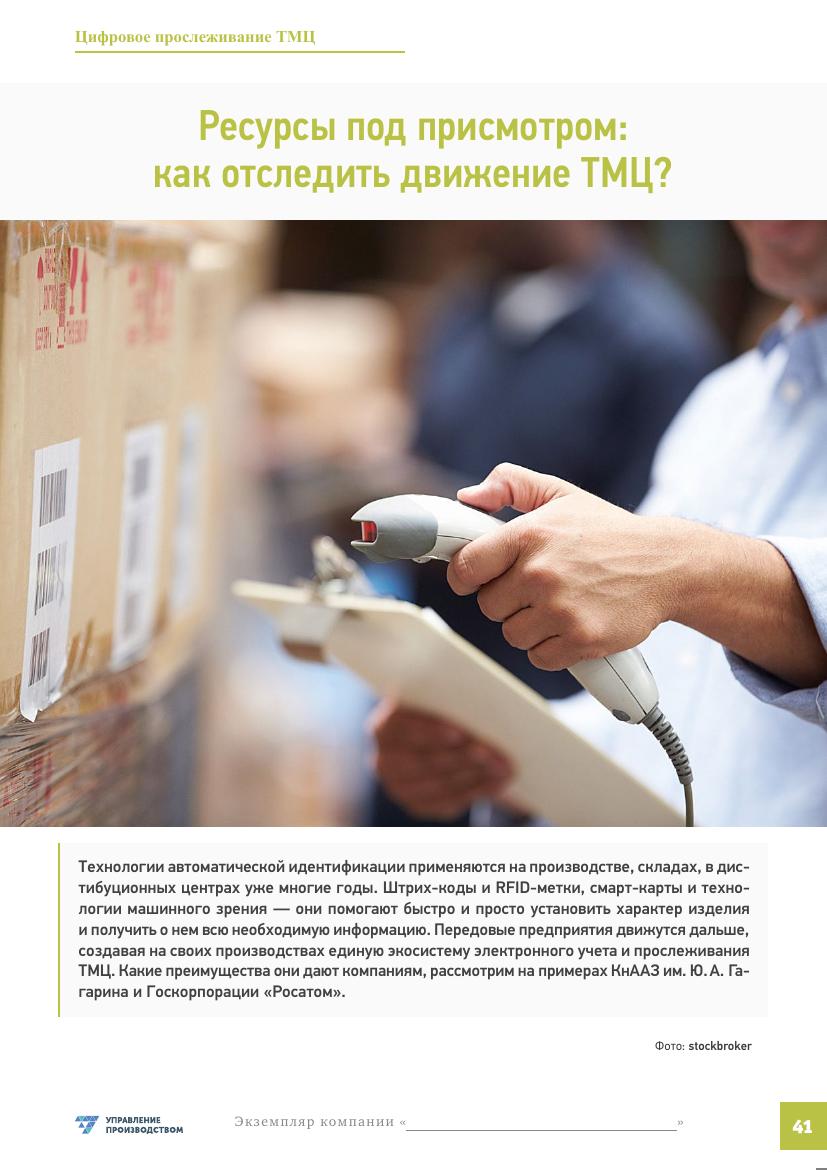 Цифровое прослеживание ТМЦ
Ресурсы под присмотром:
как отследить движение ТМЦ?
Технологии автоматической идентификации применяются на производстве, складах, в дис-
тибуционных центрах уже многие годы. Штрих-коды и RFID-метки, смарт-карты и техно-
логии машинного зрения — они помогают быстро и просто установить характер изделия
и получить о нем всю необходимую информацию. Передовые предприятия движутся дальше,
создавая на своих производствах единую экосистему электронного учета и прослеживания
ТМЦ. Какие преимущества они дают компаниям, рассмотрим на примерах КнААЗ им. Ю. А. Га-
гарина и Госкорпорации «Росатом».
Фото: stockbroker
УПРАВЛЕНИЕ
ПРОИЗВОДСТВОМ
Экземпляр компании «»
41